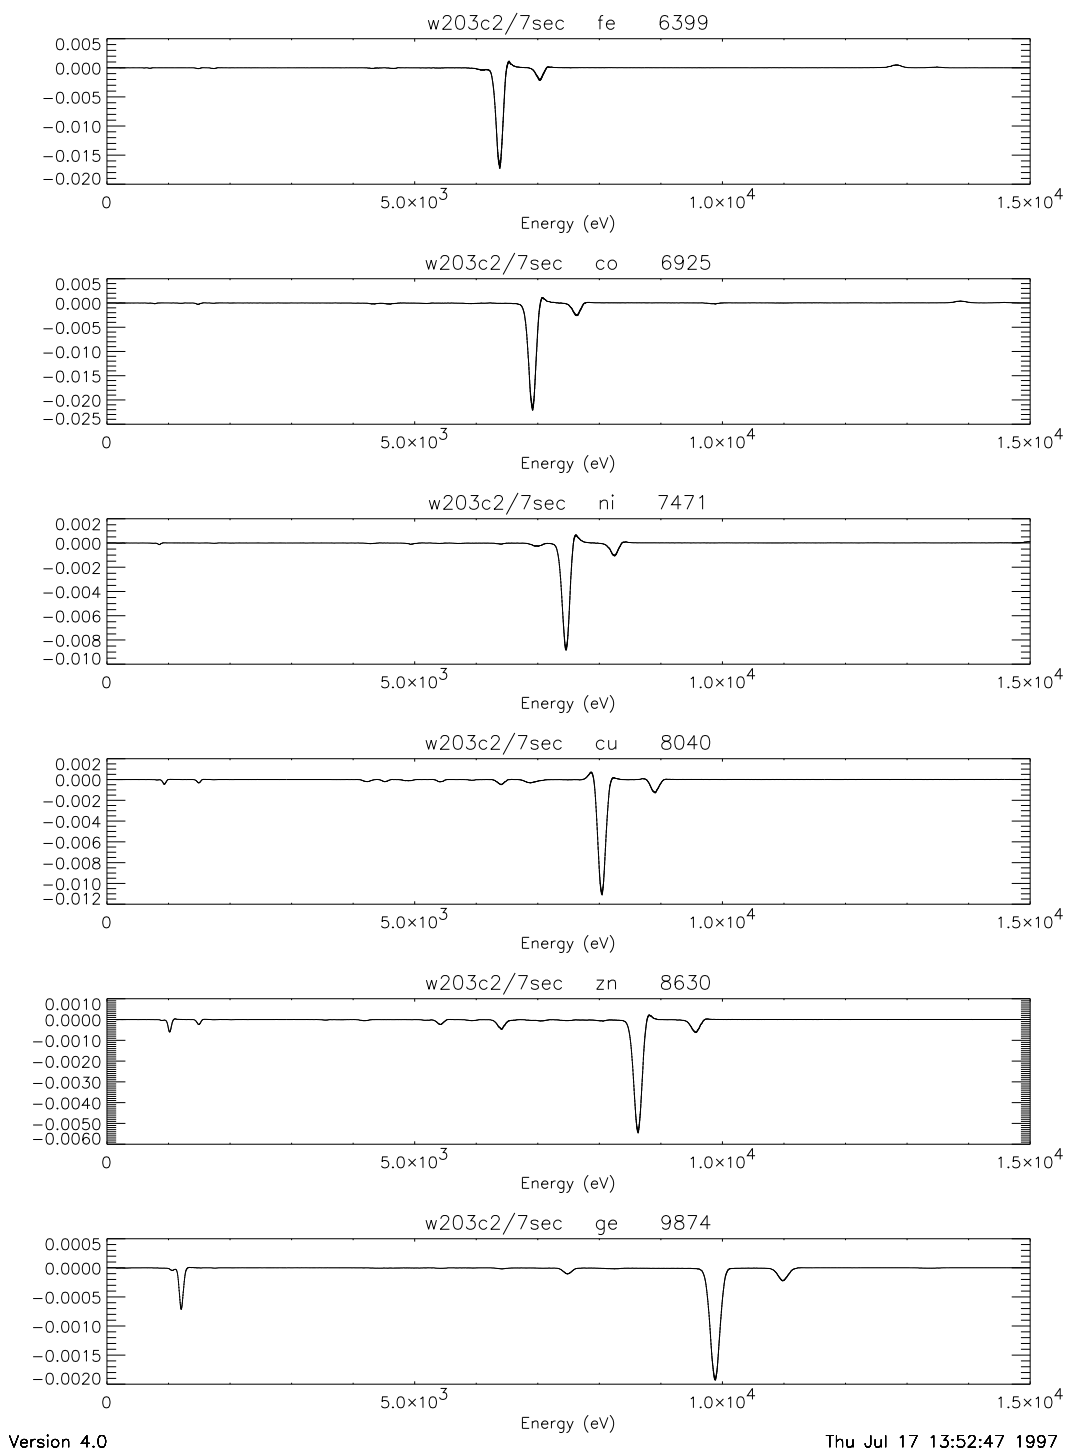 w203c2/7sec fe 6399
0.005
0.000
−0.005
−0.010
−0.015
−0.020
0 5.0×10³ 1.0×10⁴ 1.5×10⁴
Energy (eV)
w203c2/7sec co 6925
0.005
0.000
−0.005
−0.010
−0.015
−0.020
−0.025
0 5.0×10³ 1.0×10⁴ 1.5×10⁴
Energy (eV)
w203c2/7sec ni 7471
0.002
0.000
−0.002
−0.004
−0.006
−0.008
−0.010
0 5.0×10³ 1.0×10⁴ 1.5×10⁴
Energy (eV)
w203c2/7sec cu 8040
0.002
0.000
−0.002
−0.004
−0.006
−0.008
−0.010
−0.012
0 5.0×10³ 1.0×10⁴ 1.5×10⁴
Energy (eV)
w203c2/7sec zn 8630
0.0010
0.0000
−0.0010
−0.0020
−0.0030
−0.0040
−0.0050
−0.0060
0 5.0×10³ 1.0×10⁴ 1.5×10⁴
Energy (eV)
w203c2/7sec ge 9874
0.0005
0.0000
−0.0005
−0.0010
−0.0015
−0.0020
0 5.0×10³ 1.0×10⁴ 1.5×10⁴
Energy (eV)
Version 4.0 Thu Jul 17 13:52:47 1997